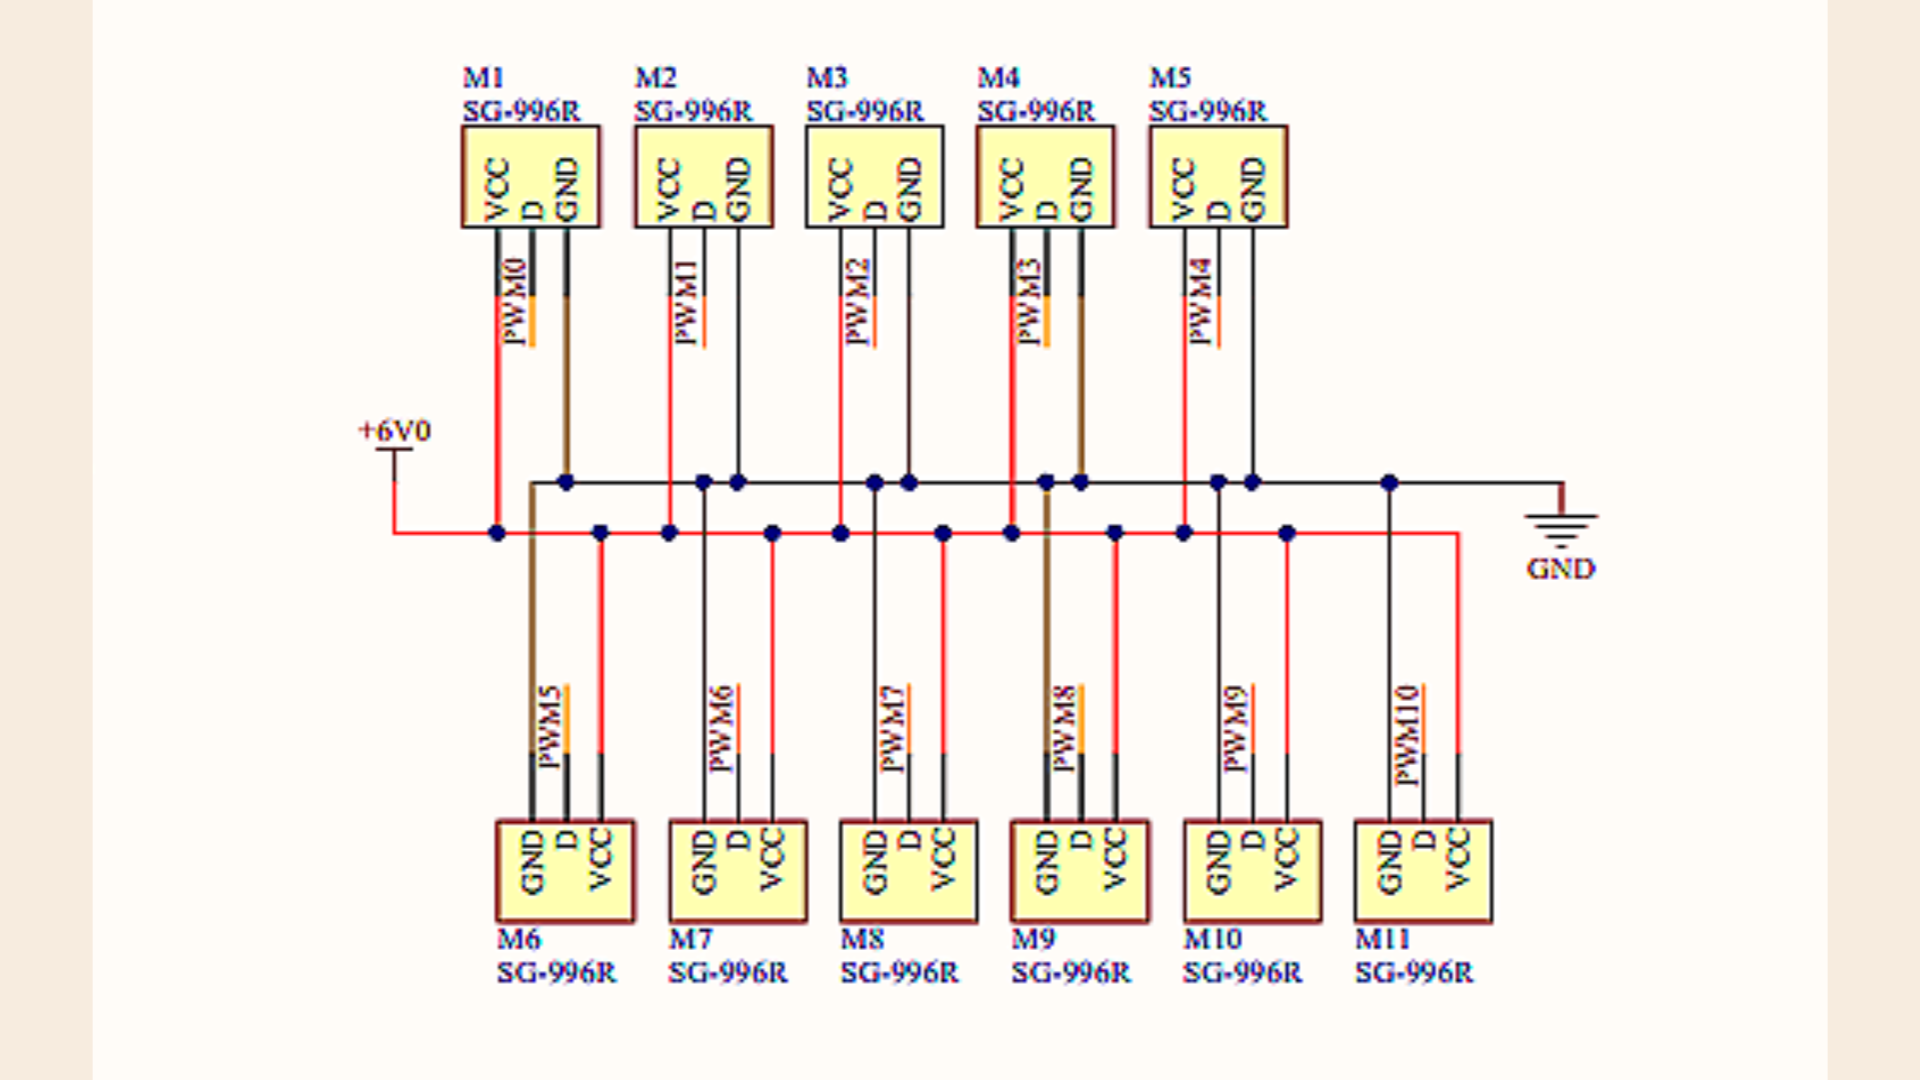 M1
SG-996R
VCC
D
GND
PWM0
M2
SG-996R
VCC
D
GND
PWM1
M3
SG-996R
VCC
D
GND
PWM2
M4
SG-996R
VCC
D
GND
PWM3
M5
SG-996R
VCC
D
GND
PWM4
+6V0
GND
PWM5
GND
D
VCC
M6
SG-996R
PWM6
GND
D
VCC
M7
SG-996R
PWM7
GND
D
VCC
M8
SG-996R
PWM8
GND
D
VCC
M9
SG-996R
PWM9
GND
D
VCC
M10
SG-996R
PWM10
GND
D
VCC
M11
SG-996R